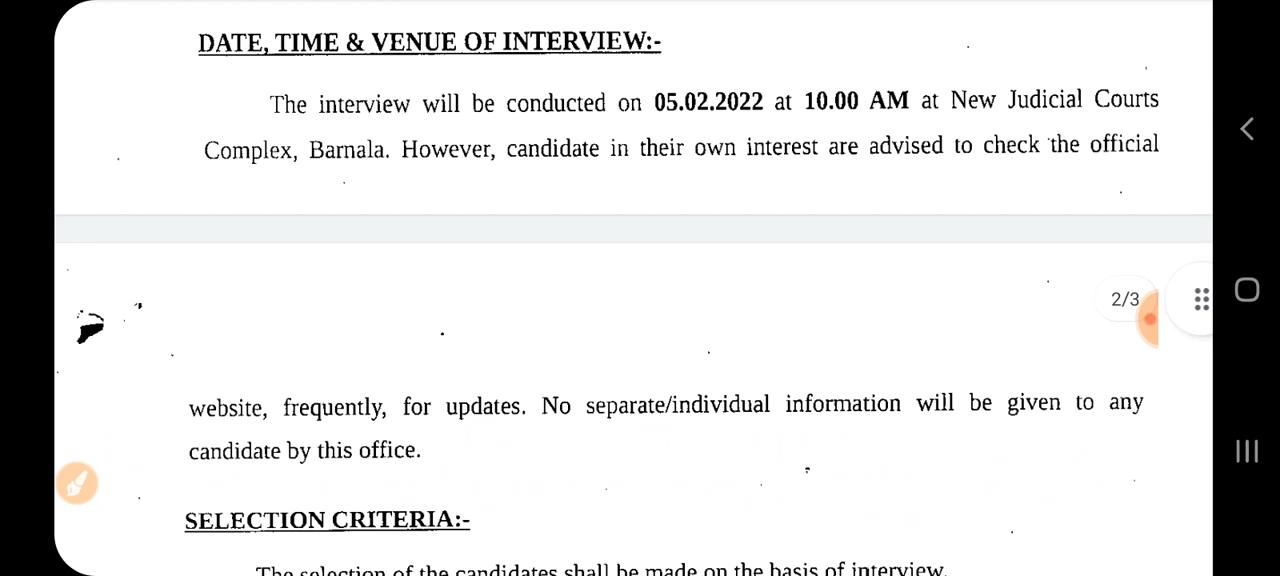 DATE, TIME & VENUE OF INTERVIEW:-
The interview will be conducted on 05.02.2022 at 10.00 AM at New Judicial Courts
Complex, Barnala. However, candidate in their own interest are advised to check the official
2/3
website, frequently, for updates. No separate/individual information will be given to any
candidate by this office.
SELECTION CRITERIA:-
The selection of the candidates shall be made on the basis of interview.